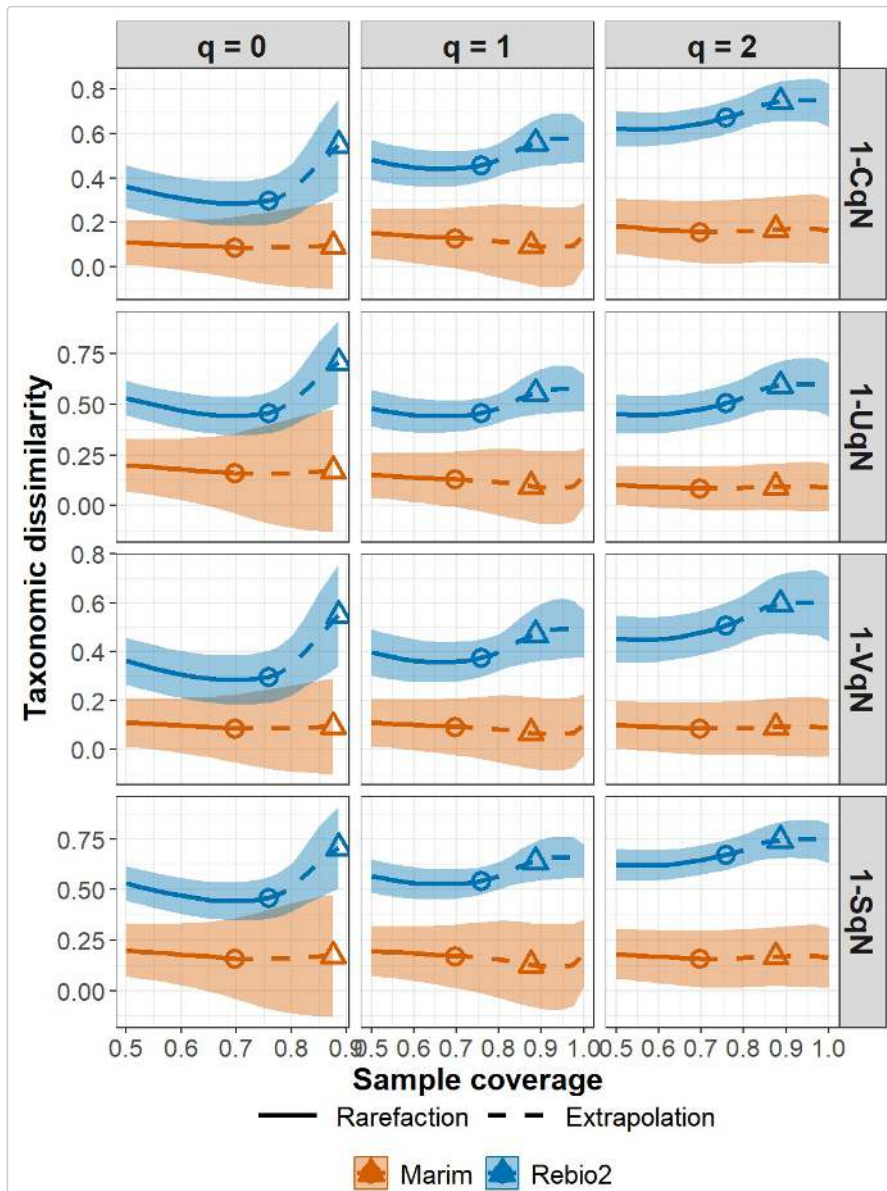 q = 0 q = 1 q = 2
0.8
0.6
0.4
0.2
0.0
1-CqN
0.75
0.50
0.25
0.00
1-UqN
0.8
0.6
0.4
0.2
0.0
1-VqN
0.75
0.50
0.25
0.00
1-SqN
Taxonomic dissimilarity
0.5 0.6 0.7 0.8 0.9 0.5 0.6 0.7 0.8 0.9 1.0 0.5 0.6 0.7 0.8 0.9 1.0
Sample coverage
Rarefaction Extrapolation
Marim Rebio2